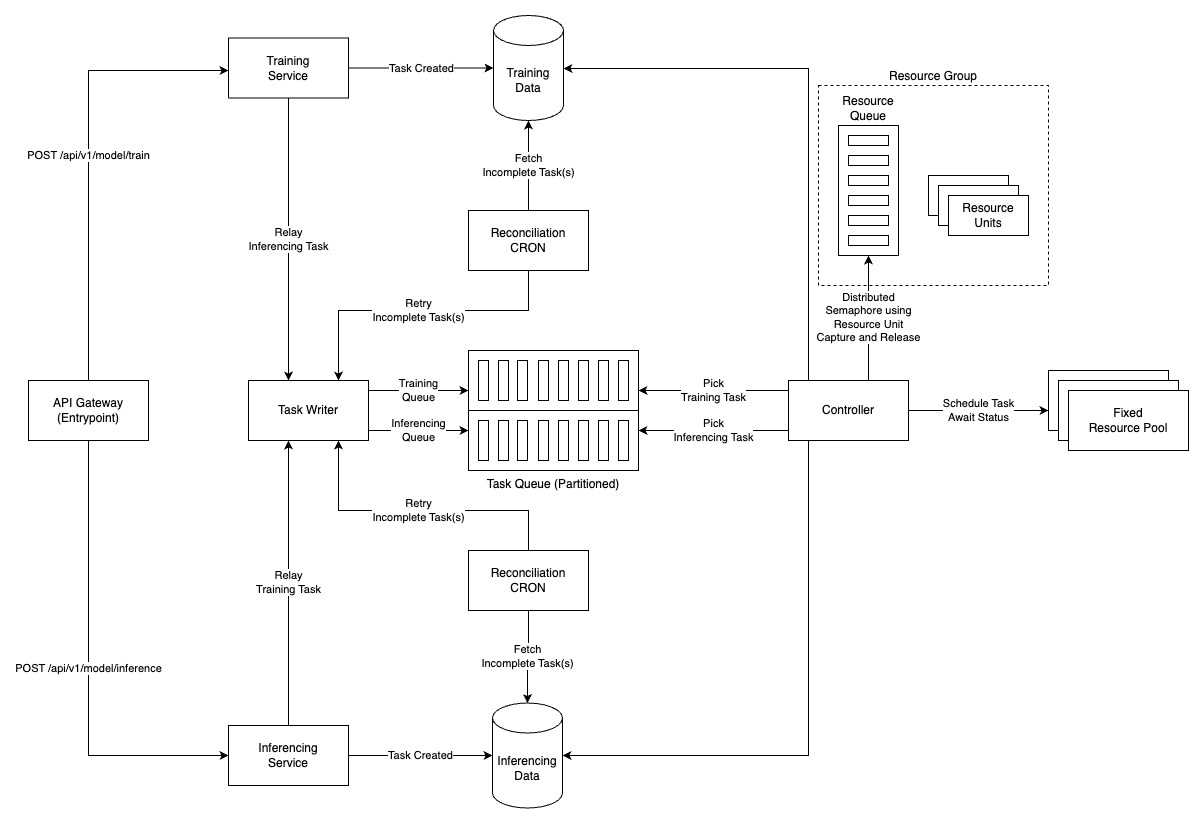 Training
Service
Task Created
Training
Data
Resource Group
Resource
Queue
POST /api/v1/model/train
Fetch
Incomplete Task(s)
Resource
Units
Relay
Inferencing Task
Reconciliation
CRON
Retry
Incomplete Task(s)
Distributed
Semaphore using
Resource Unit
Capture and Release
API Gateway
(Entrypoint)
Task Writer
Training
Queue
Inferencing
Queue
Task Queue (Partitioned)
Pick
Training Task
Pick
Inferencing Task
Controller
Schedule Task
Await Status
Fixed
Resource Pool
Retry
Incomplete Task(s)
Relay
Training Task
Reconciliation
CRON
Fetch
Incomplete Task(s)
POST /api/v1/model/inference
Inferencing
Service
Task Created
Inferencing
Data